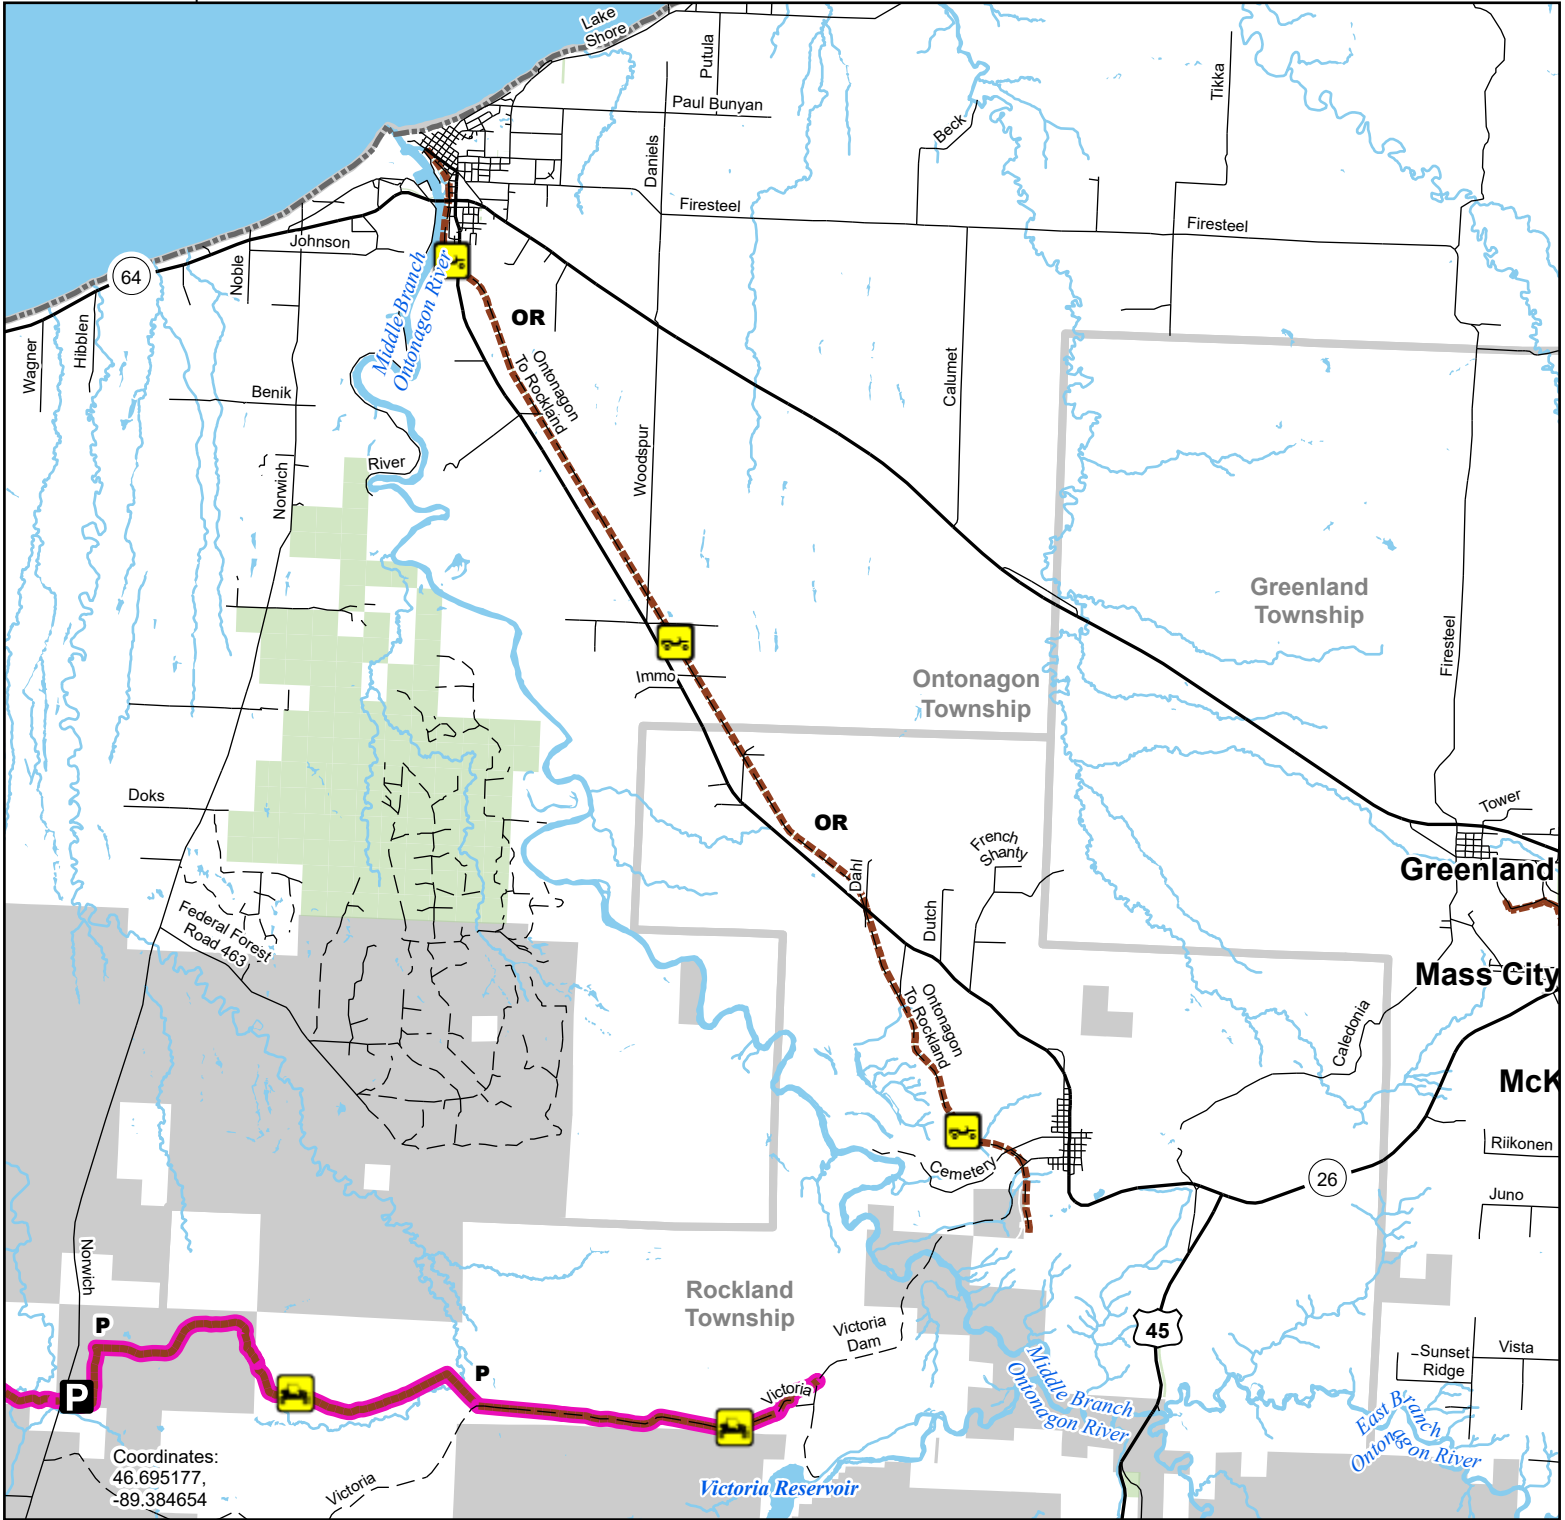 Lake
Shore
Putula
Paul Bunyan
Tikka
Beck
Daniels
Firesteel
Firesteel
Johnson
64
Noble
Middle Branch
Ontonagon River
OR
Hibblen
Wagner
Ontonagon
To Rockland
Calumet
Benik
Woodspur
River
Norwich
Greenland
Township
Firesteel
Immo
Ontonagon
Township
Doks
Tower
OR
French
Shanty
Dahl
Greenland
Dutch
Federal Forest
Road 463
Mass City
Ontonagon
To Rockland
Caledonia
McK
Riikonen
Cemetery
26
Juno
Norwich
Rockland
Township
P
Victoria
Dam
45
Sunset
Ridge
Vista
P
P
Victoria
Middle Branch
Ontonagon River
East Branch
Ontonagon River
Coordinates:
46.695177,
-89.384654
Victoria
Victoria Reservoir